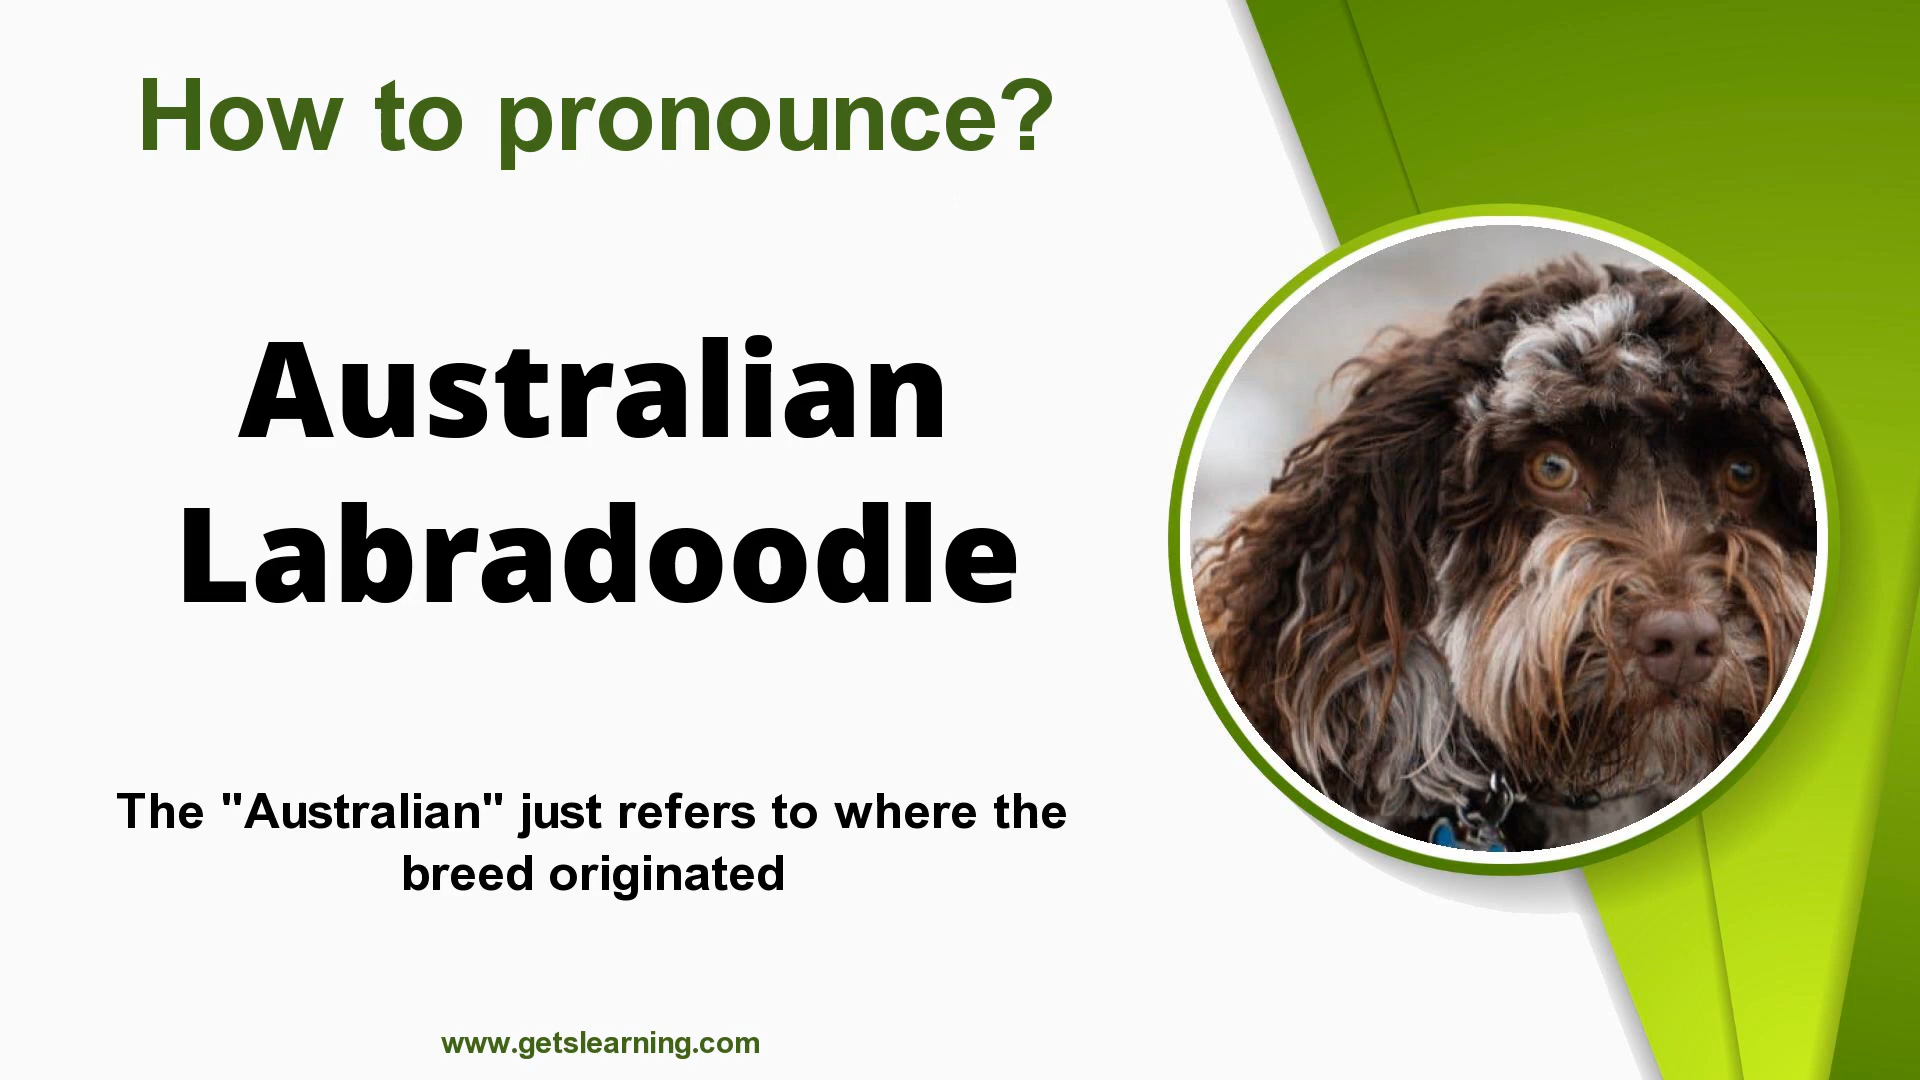 How to pronounce?
Australian
Labradoodle
The "Australian" just refers to where the
breed originated
www.getslearning.com